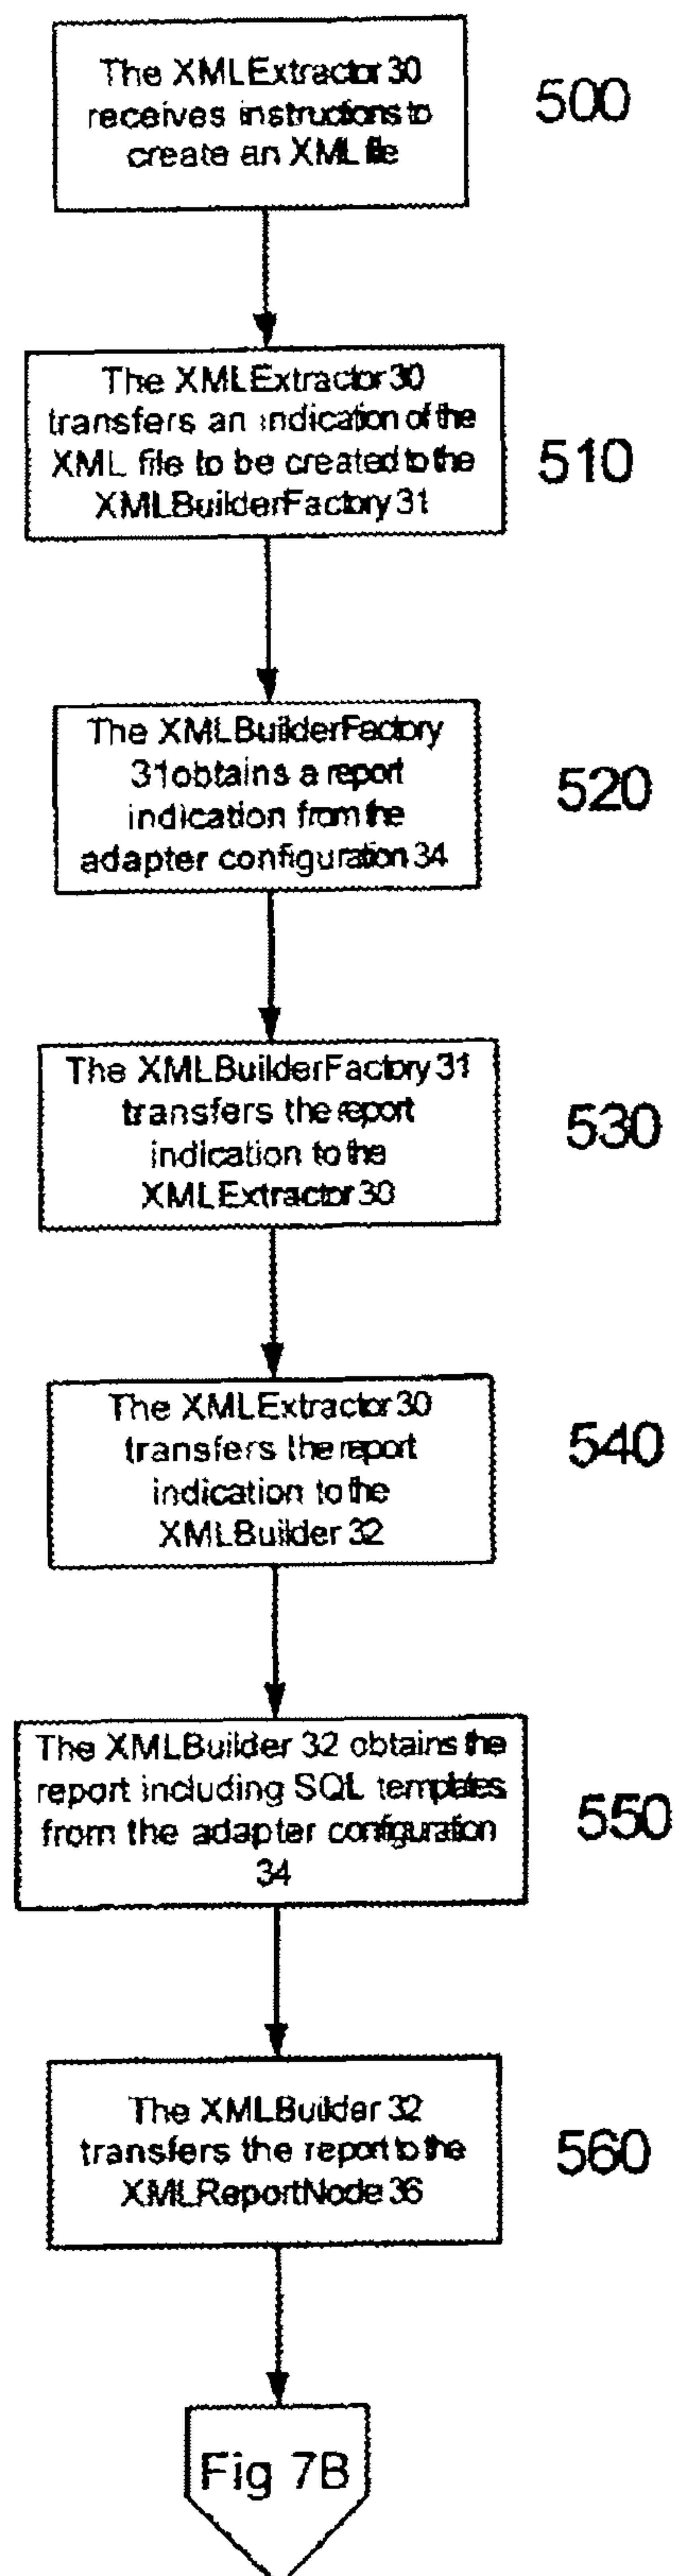 The XMLExtractor 30
receives instructions to
create an XML file
500
The XMLExtractor 30
transfers an indication of the
XML file to be created to the
XMLBuilderFactory 31
510
The XMLBuilderFactory
31 obtains a report
indication from the
adapter configuration 34
520
The XMLBuilderFactory 31
transfers the report
indication to the
XMLExtractor 30
530
The XMLExtractor 30
transfers the report
indication to the
XMLBuilder 32
540
The XMLBuilder 32 obtains the
report including SQL templates
from the adapter configuration
34
550
The XMLBuilder 32
transfers the report to the
XMLReportNode 36
560
Fig 7B